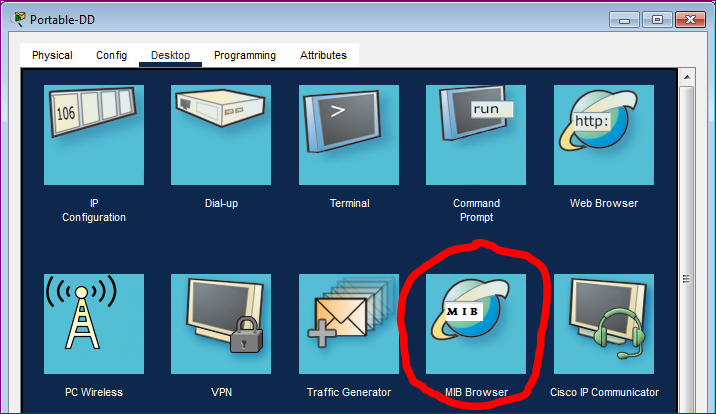 Portable-DD
Physical Config Desktop Programming Attributes
106
>
run
http:
IP
Configuration
Dial-up
Terminal
Command
Prompt
Web Browser
MIB
PC Wireless
VPN
Traffic Generator
MIB Browser
Cisco IP Communicator